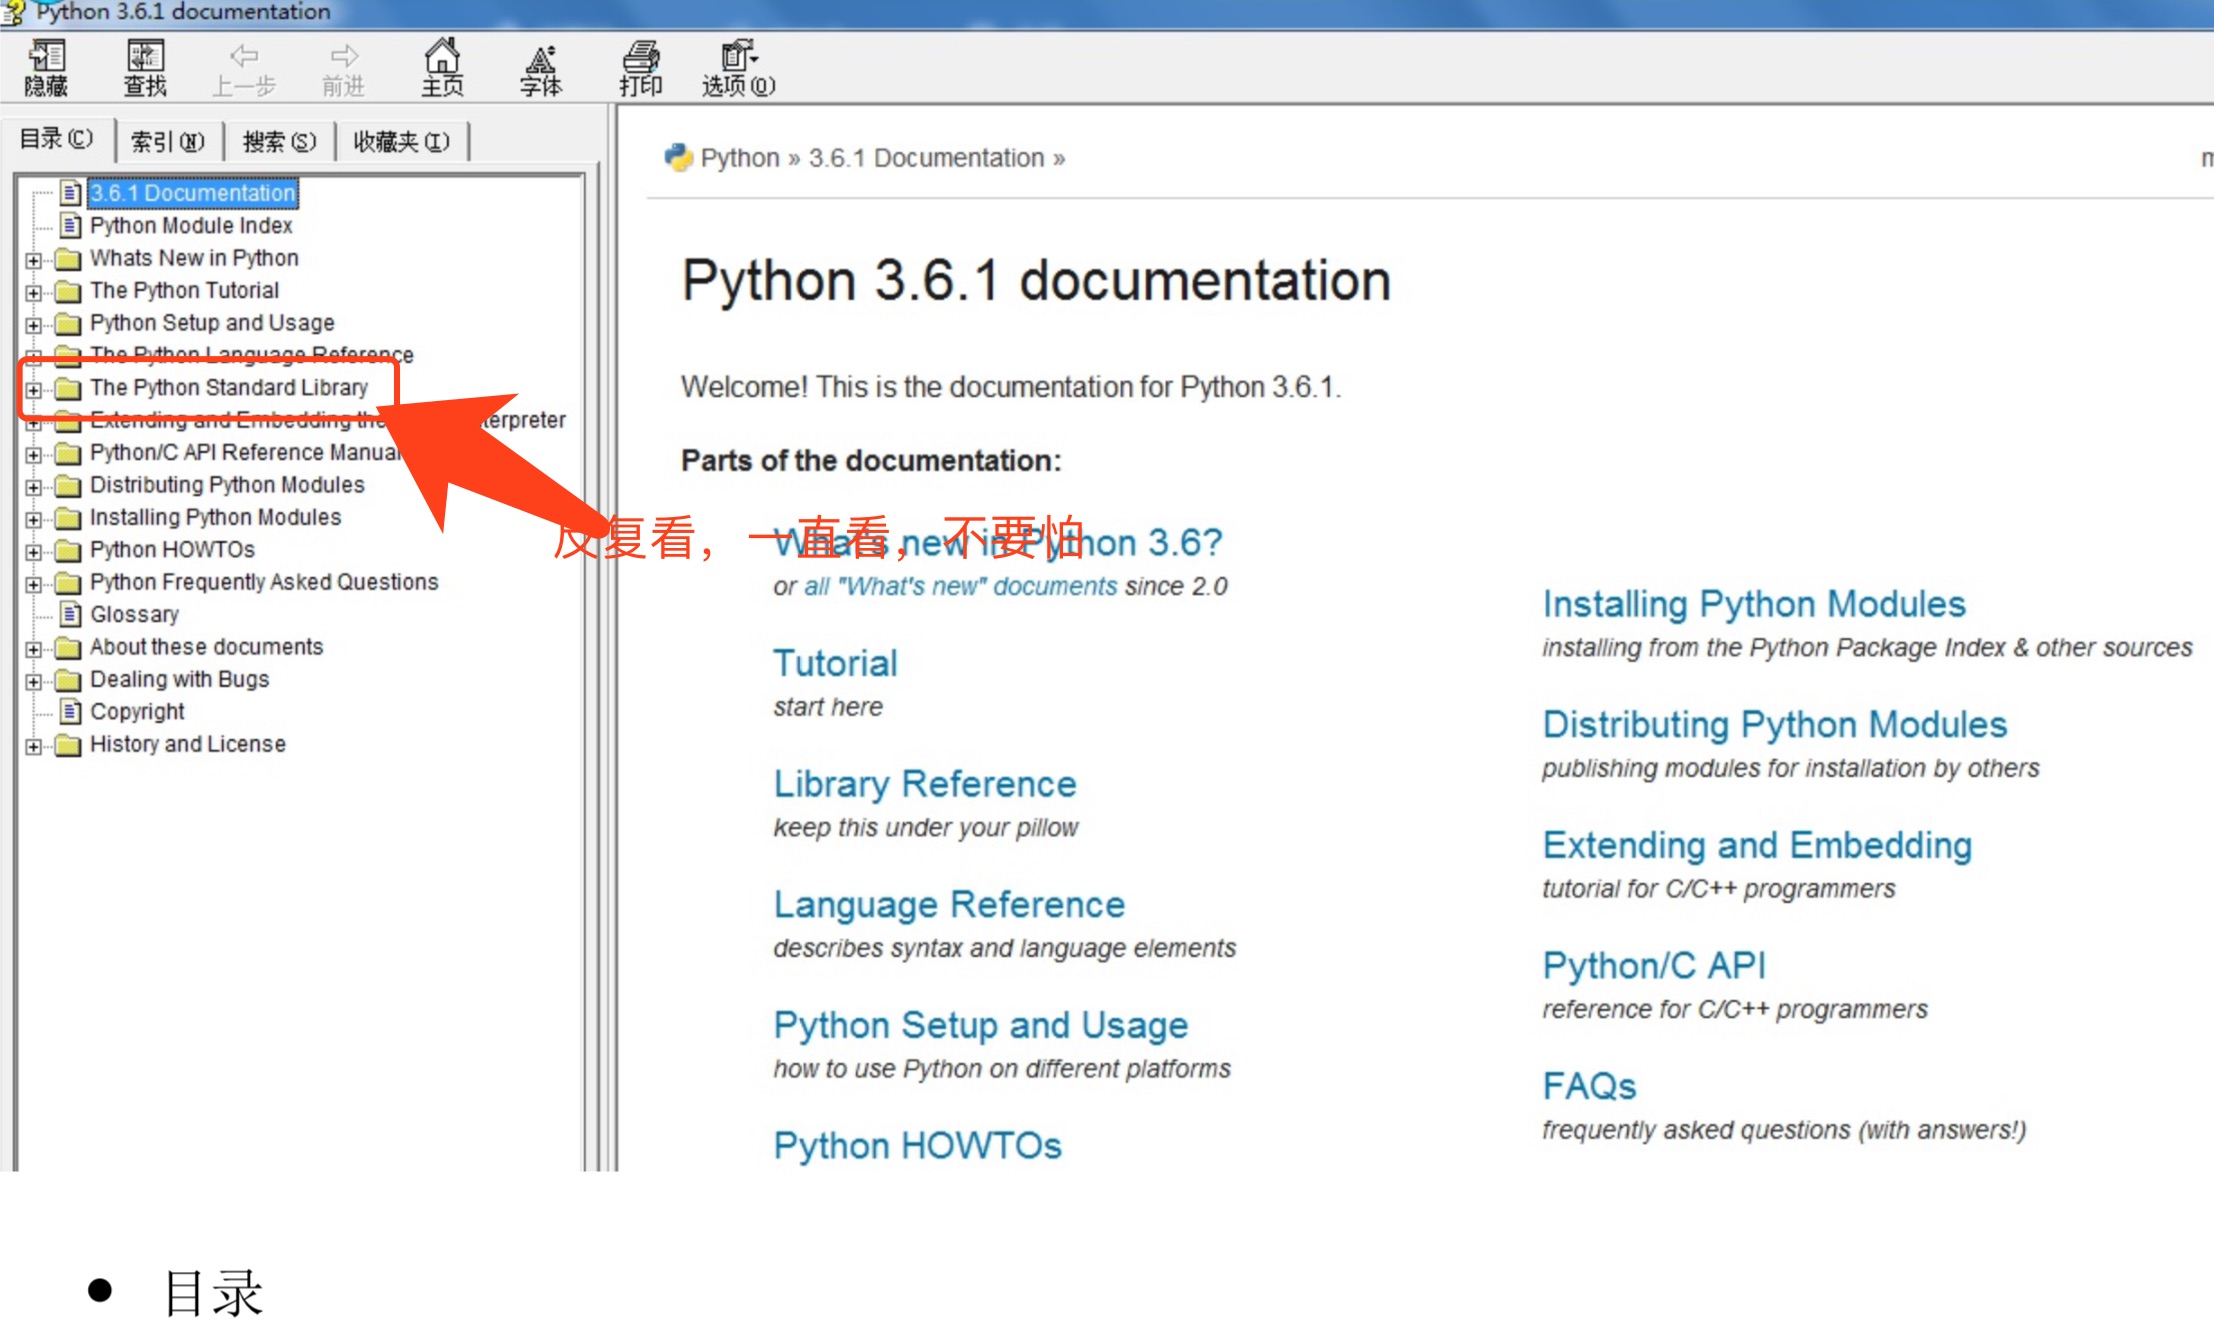 Python 3.6.1 documentation
隐藏 查找 上一步 前进 主页 字体 打印 选项(O)
目录(C) 索引(N) 搜索(S) 收藏夹(I)
3.6.1 Documentation
Python Module Index
Whats New in Python
The Python Tutorial
Python Setup and Usage
The Python Language Reference
The Python Standard Library
Extending and Embedding the terpreter
Python/C API Reference Manual
Distributing Python Modules
Installing Python Modules
Python HOWTOs
Python Frequently Asked Questions
Glossary
About these documents
Dealing with Bugs
Copyright
History and License
Python » 3.6.1 Documentation »
Python 3.6.1 documentation
Welcome! This is the documentation for Python 3.6.1.
Parts of the documentation:
反复看，一直看，不要怕
What's new in Python 3.6?
or all "What's new" documents since 2.0
Tutorial
start here
Library Reference
keep this under your pillow
Language Reference
describes syntax and language elements
Python Setup and Usage
how to use Python on different platforms
Python HOWTOs
Installing Python Modules
installing from the Python Package Index & other sources
Distributing Python Modules
publishing modules for installation by others
Extending and Embedding
tutorial for C/C++ programmers
Python/C API
reference for C/C++ programmers
FAQs
frequently asked questions (with answers!)
● 目录